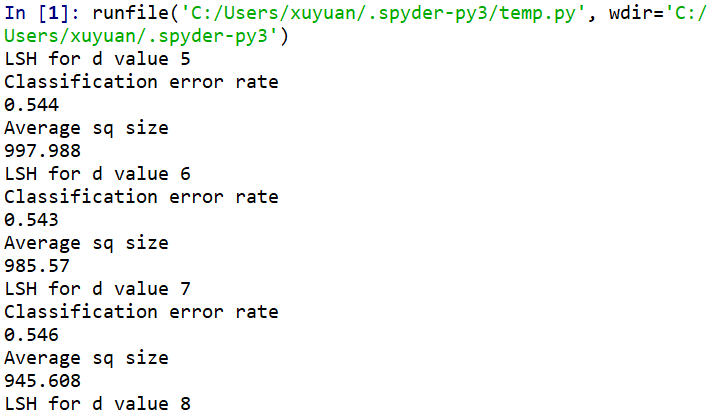 In [1]: runfile('C:/Users/xuyuan/.spyder-py3/temp.py', wdir='C:/
Users/xuyuan/.spyder-py3')
LSH for d value 5
Classification error rate
0.544
Average sq size
997.988
LSH for d value 6
Classification error rate
0.543
Average sq size
985.57
LSH for d value 7
Classification error rate
0.546
Average sq size
945.608
LSH for d value 8